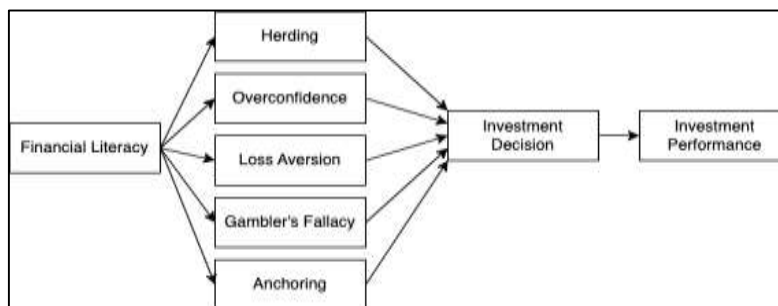 Herding
Overconfidence
Financial Literacy
Loss Aversion
Gambler's Fallacy
Anchoring
Investment
Decision
Investment
Performance